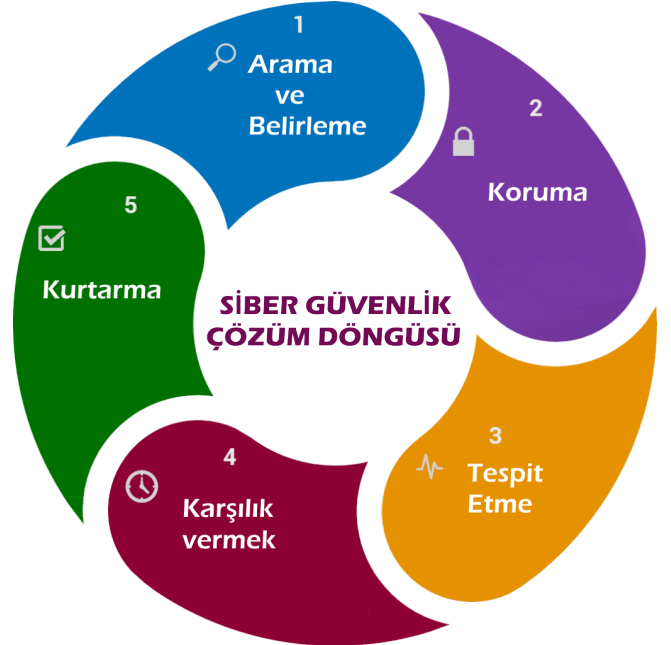 1
Arama
ve
Belirleme
2
Koruma
3
Tespit
Etme
4
Karşılık
vermek
5
Kurtarma
SİBER GÜVENLİK
ÇÖZÜM DÖNGÜSÜ